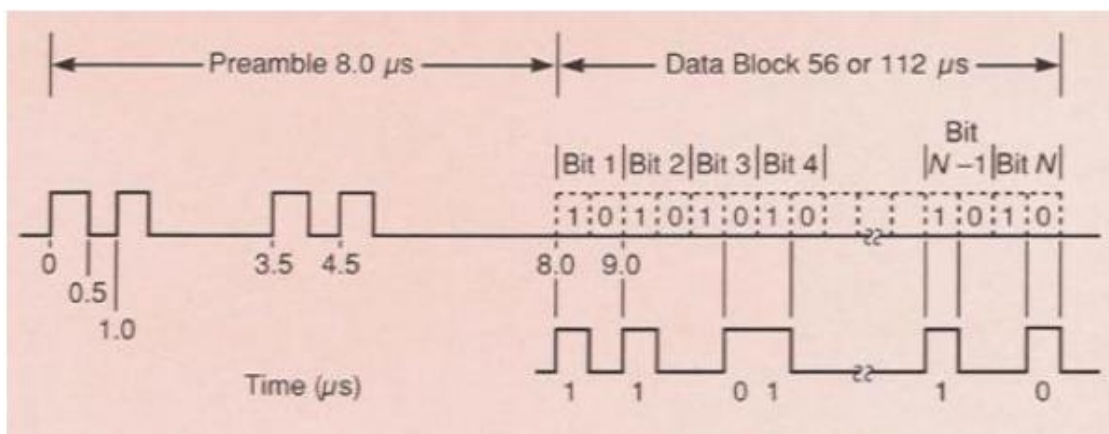 Preamble 8.0 µs
Data Block 56 or 112 µs
Bit 1 Bit 2 Bit 3 Bit 4 Bit N –1 Bit N
1 0 1 0 1 0 1 0 1 0 1 0
0 3.5 4.5 8.0 9.0
0.5
1.0
Time (µs)
1 1 0 1 1 0